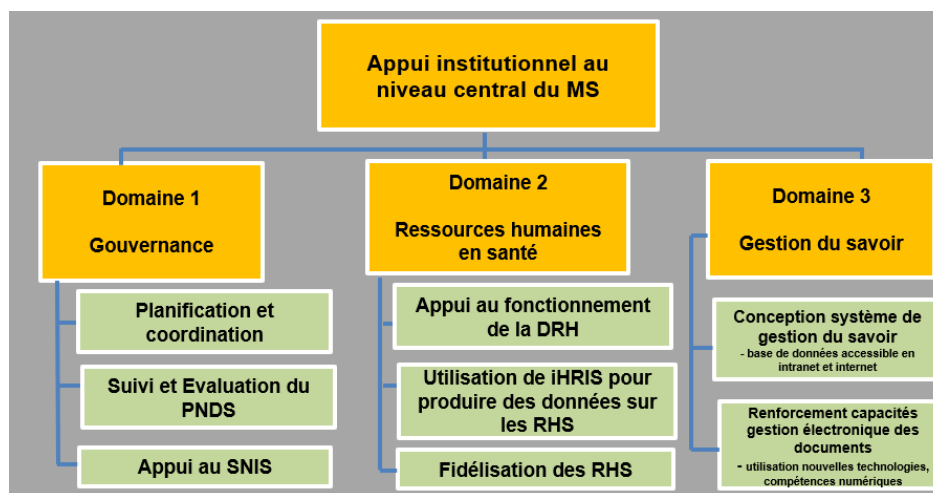 Appui institutionnel au
niveau central du MS
Domaine 1
Gouvernance
Planification et
coordination
Suivi et Evaluation du
PNDS
Appui au SNIS
Domaine 2
Ressources humaines
en santé
Appui au fonctionnement
de la DRH
Utilisation de iHRIS pour
produire des données sur
les RHS
Fidélisation des RHS
Domaine 3
Gestion du savoir
Conception système de
gestion du savoir
- base de données accessible en
intranet et internet
Renforcement capacités
gestion électronique des
documents
- utilisation nouvelles technologies,
compétences numériques